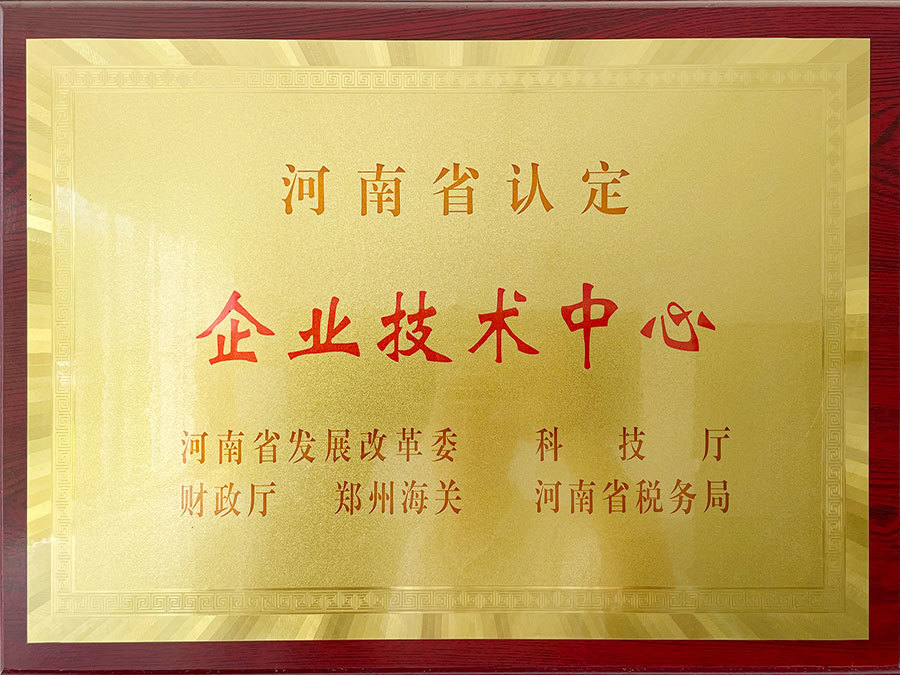 河南省认定
企业技术中心
河南省发展改革委 科技厅
财政厅 郑州海关 河南省税务局